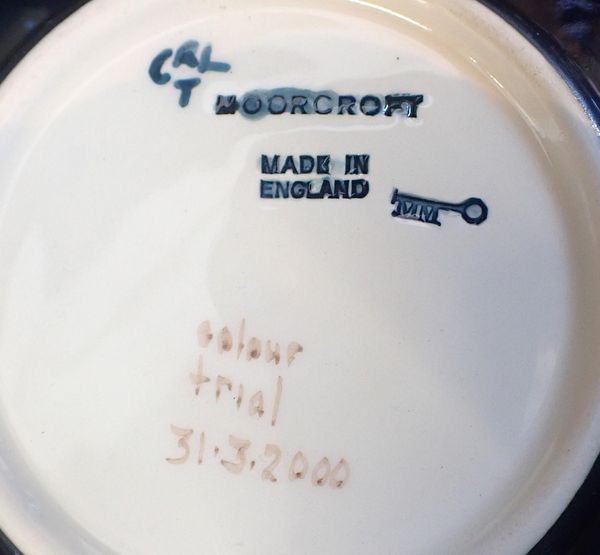 CRL
T
MOORCROFT
MADE IN
ENGLAND
MM
colour
trial
31.3.2000